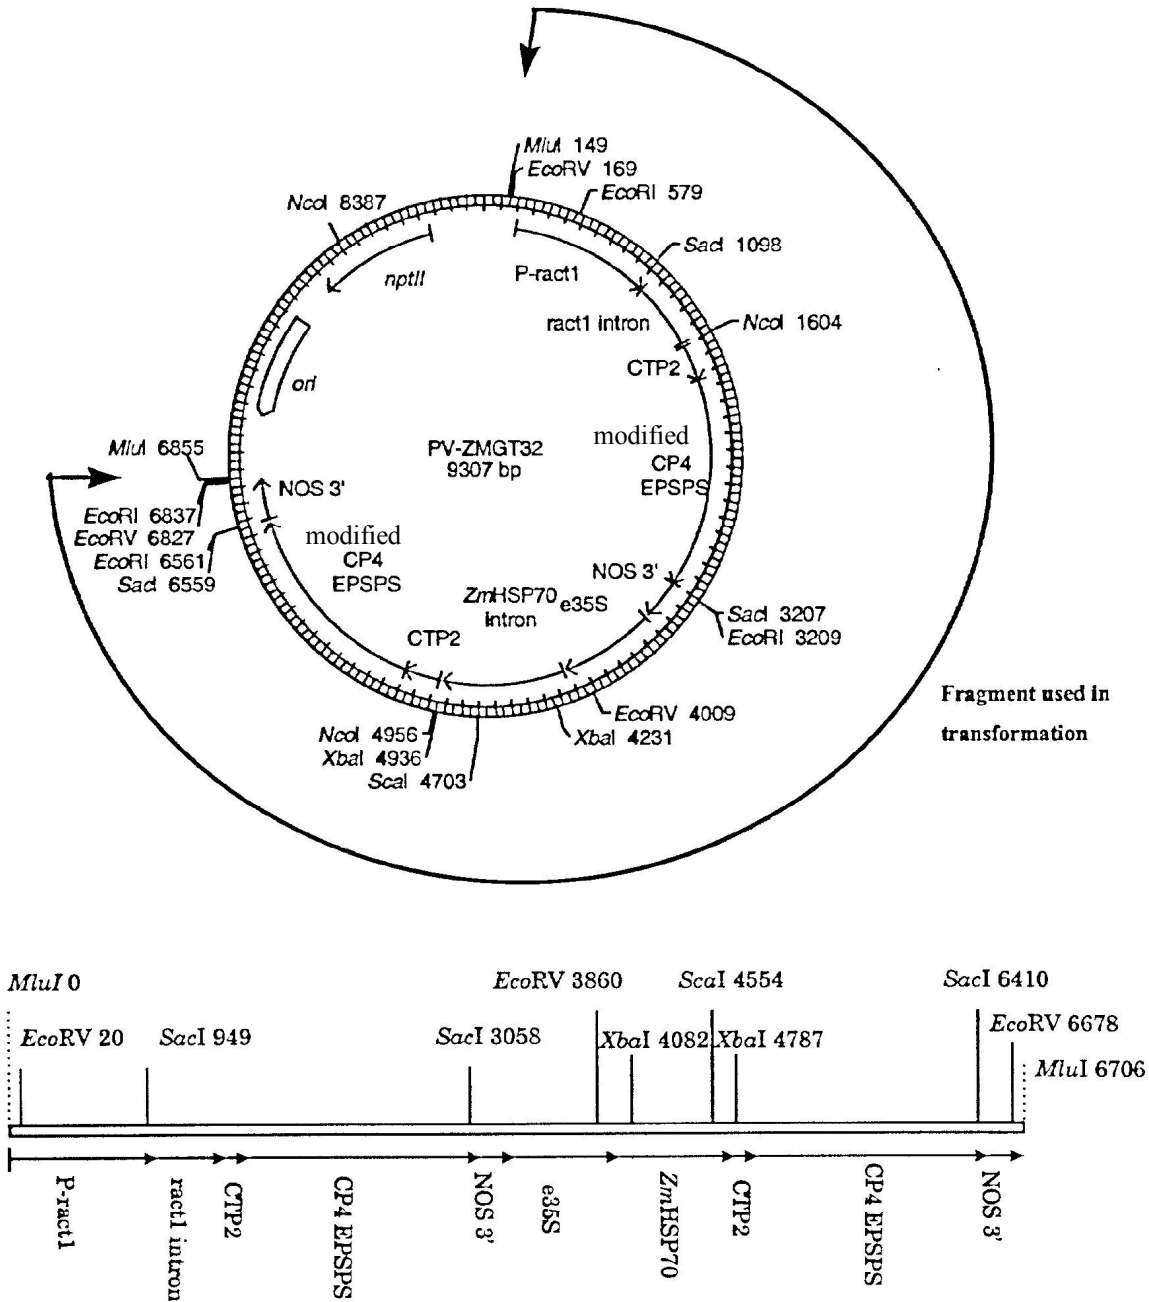 MluI 149
EcoRV 169
EcoRI 579
NcoI 8387
SacI 1098
nptII
P-ract1
ract1 intron
NcoI 1604
CTP2
ori
MluI 6855
PV-ZMGT32
9307 bp
modified
CP4
EPSPS
NOS 3'
EcoRI 6837
EcoRV 6827
EcoRI 6561
SacI 6559
modified
CP4
EPSPS
NOS 3'
ZmHSP70
intron
e35S
SacI 3207
EcoRI 3209
CTP2
EcoRV 4009
XbaI 4231
NcoI 4956
XbaI 4936
ScaI 4703
Fragment used in
transformation
MluI 0
EcoRV 3860
ScaI 4554
SacI 6410
EcoRV 20
SacI 949
SacI 3058
XbaI 4082
XbaI 4787
EcoRV 6678
MluI 6706
P-ract1
ract1 intron
CTP2
CP4 EPSPS
NOS 3'
e35S
ZmHSP70
CTP2
CP4 EPSPS
NOS 3'